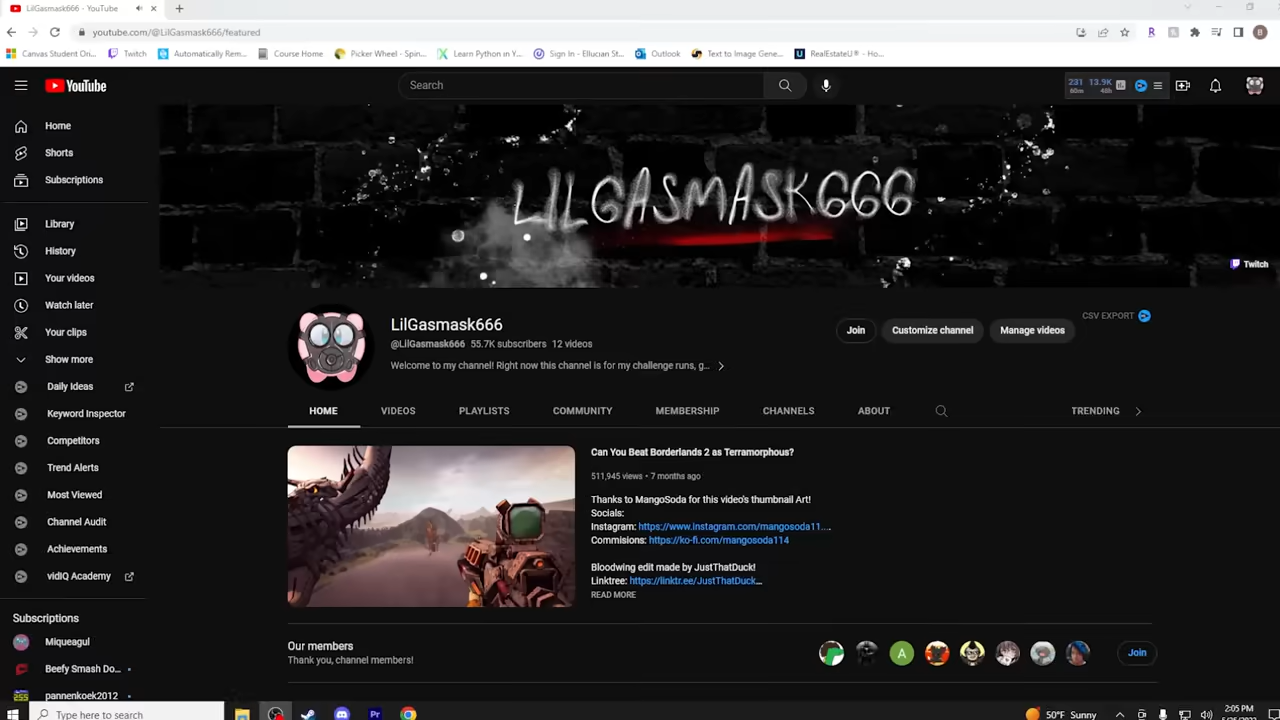 LilGasmask666 - YouTube
youtube.com/@LilGasmask666/featured
B
Canvas Student Onl...
Twitch
Automatically Rem...
Course Home
Picker Wheel - Spin...
Learn Python in Y...
Sign In - Ellucian St...
Outlook
Text to Image Gene...
RealEstateU® - Ho...
YouTube
Search
231
60m
13.9K
48h
Home
Shorts
Subscriptions
Library
History
Your videos
Watch later
Your clips
Show more
Daily Ideas
Keyword Inspector
Competitors
Trend Alerts
Most Viewed
Channel Audit
Achievements
vidIQ Academy
Subscriptions
Miqueagul
Beefy Smash Do...
pannenkoek2012
LILGASMASK666
Twitch
LilGasmask666
@LilGasmask666 55.7K subscribers 12 videos
Welcome to my channel! Right now this channel is for my challenge runs, g...
Join
Customize channel
Manage videos
CSV EXPORT
HOME
VIDEOS
PLAYLISTS
COMMUNITY
MEMBERSHIP
CHANNELS
ABOUT
TRENDING
Can You Beat Borderlands 2 as Terramorphous?
511,945 views • 7 months ago
Thanks to MangoSoda for this video's thumbnail Art!
Socials:
Instagram: https://www.instagram.com/mangosoda11...
Commisions: https://ko-fi.com/mangosoda114
Bloodwing edit made by JustThatDuck!
Linktree: https://linktr.ee/JustThatDuck...
READ MORE
Our members
Thank you, channel members!
A
Join
Type here to search
Pr
50°F Sunny
2:05 PM